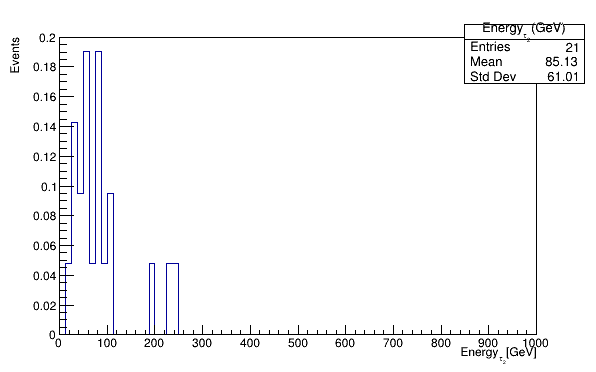 Energy_τ₂(GeV)
Entries 21
Mean 85.13
Std Dev 61.01
Events
0.2
0.18
0.16
0.14
0.12
0.1
0.08
0.06
0.04
0.02
0
0 100 200 300 400 500 600 700 800 900 1000
Energy_τ₂[GeV]